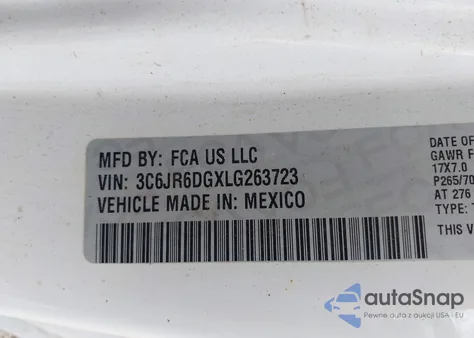 MFD BY: FCA US LLC
VIN: 3C6JR6DGXLG263723
VEHICLE MADE IN: MEXICO
DATE OF
GAWR F
17X7.0
P265/70
AT 276
TYPE: T
THIS V
autoSnap
Pewne auta z aukcji USA i EU